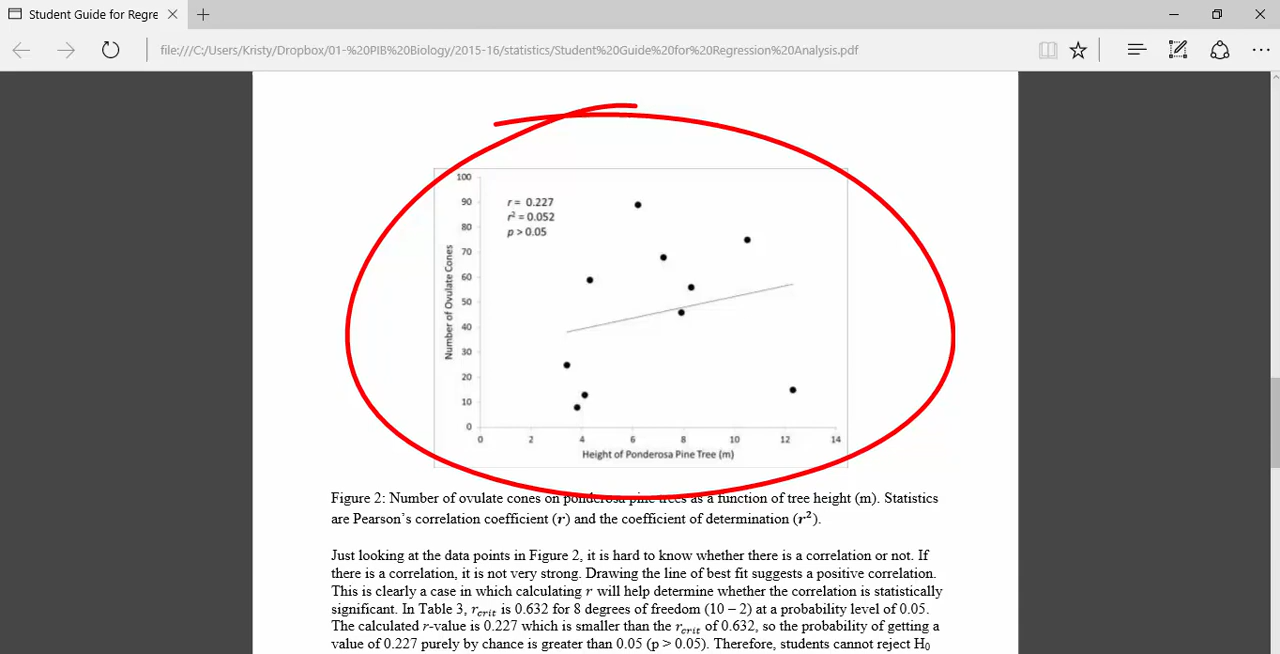 Student Guide for Regre
file:///C:/Users/Kristy/Dropbox/01-%20PIB%20Biology/2015-16/statistics/Student%20Guide%20for%20Regression%20Analysis.pdf
100
90
80
70
60
50
40
30
20
10
0
r = 0.227
r² = 0.052
p > 0.05
Number of Ovulate Cones
0 2 4 6 8 10 12 14
Height of Ponderosa Pine Tree (m)
Figure 2: Number of ovulate cones on ponderosa pine trees as a function of tree height (m). Statistics
are Pearson's correlation coefficient (r) and the coefficient of determination (r²).
Just looking at the data points in Figure 2, it is hard to know whether there is a correlation or not. If
there is a correlation, it is not very strong. Drawing the line of best fit suggests a positive correlation.
This is clearly a case in which calculating r will help determine whether the correlation is statistically
significant. In Table 3, r_crit is 0.632 for 8 degrees of freedom (10 – 2) at a probability level of 0.05.
The calculated r-value is 0.227 which is smaller than the r_crit of 0.632, so the probability of getting a
value of 0.227 purely by chance is greater than 0.05 (p > 0.05). Therefore, students cannot reject H₀